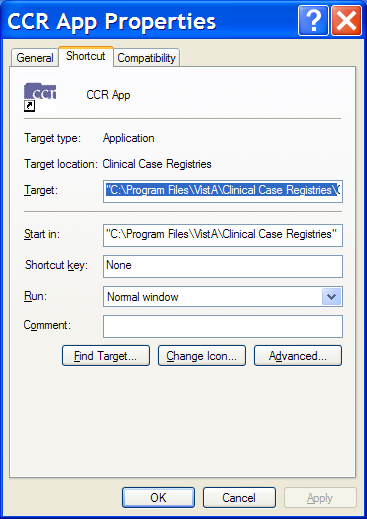 CCR App Properties
General Shortcut Compatibility
ccr CCR App
Target type: Application
Target location: Clinical Case Registries
Target: "C:\Program Files\VistA\Clinical Case Registries\
Start in: "C:\Program Files\VistA\Clinical Case Registries"
Shortcut key: None
Run: Normal window
Comment:
Find Target... Change Icon... Advanced...
OK Cancel Apply